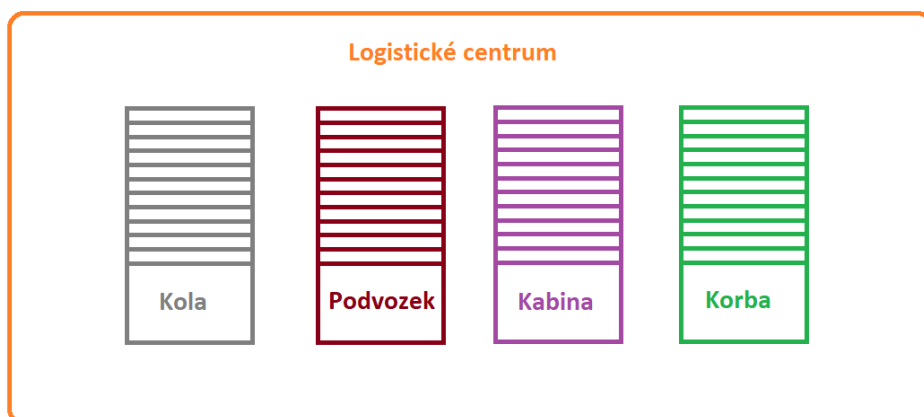 Logistické centrum
Kola
Podvozek
Kabina
Korba